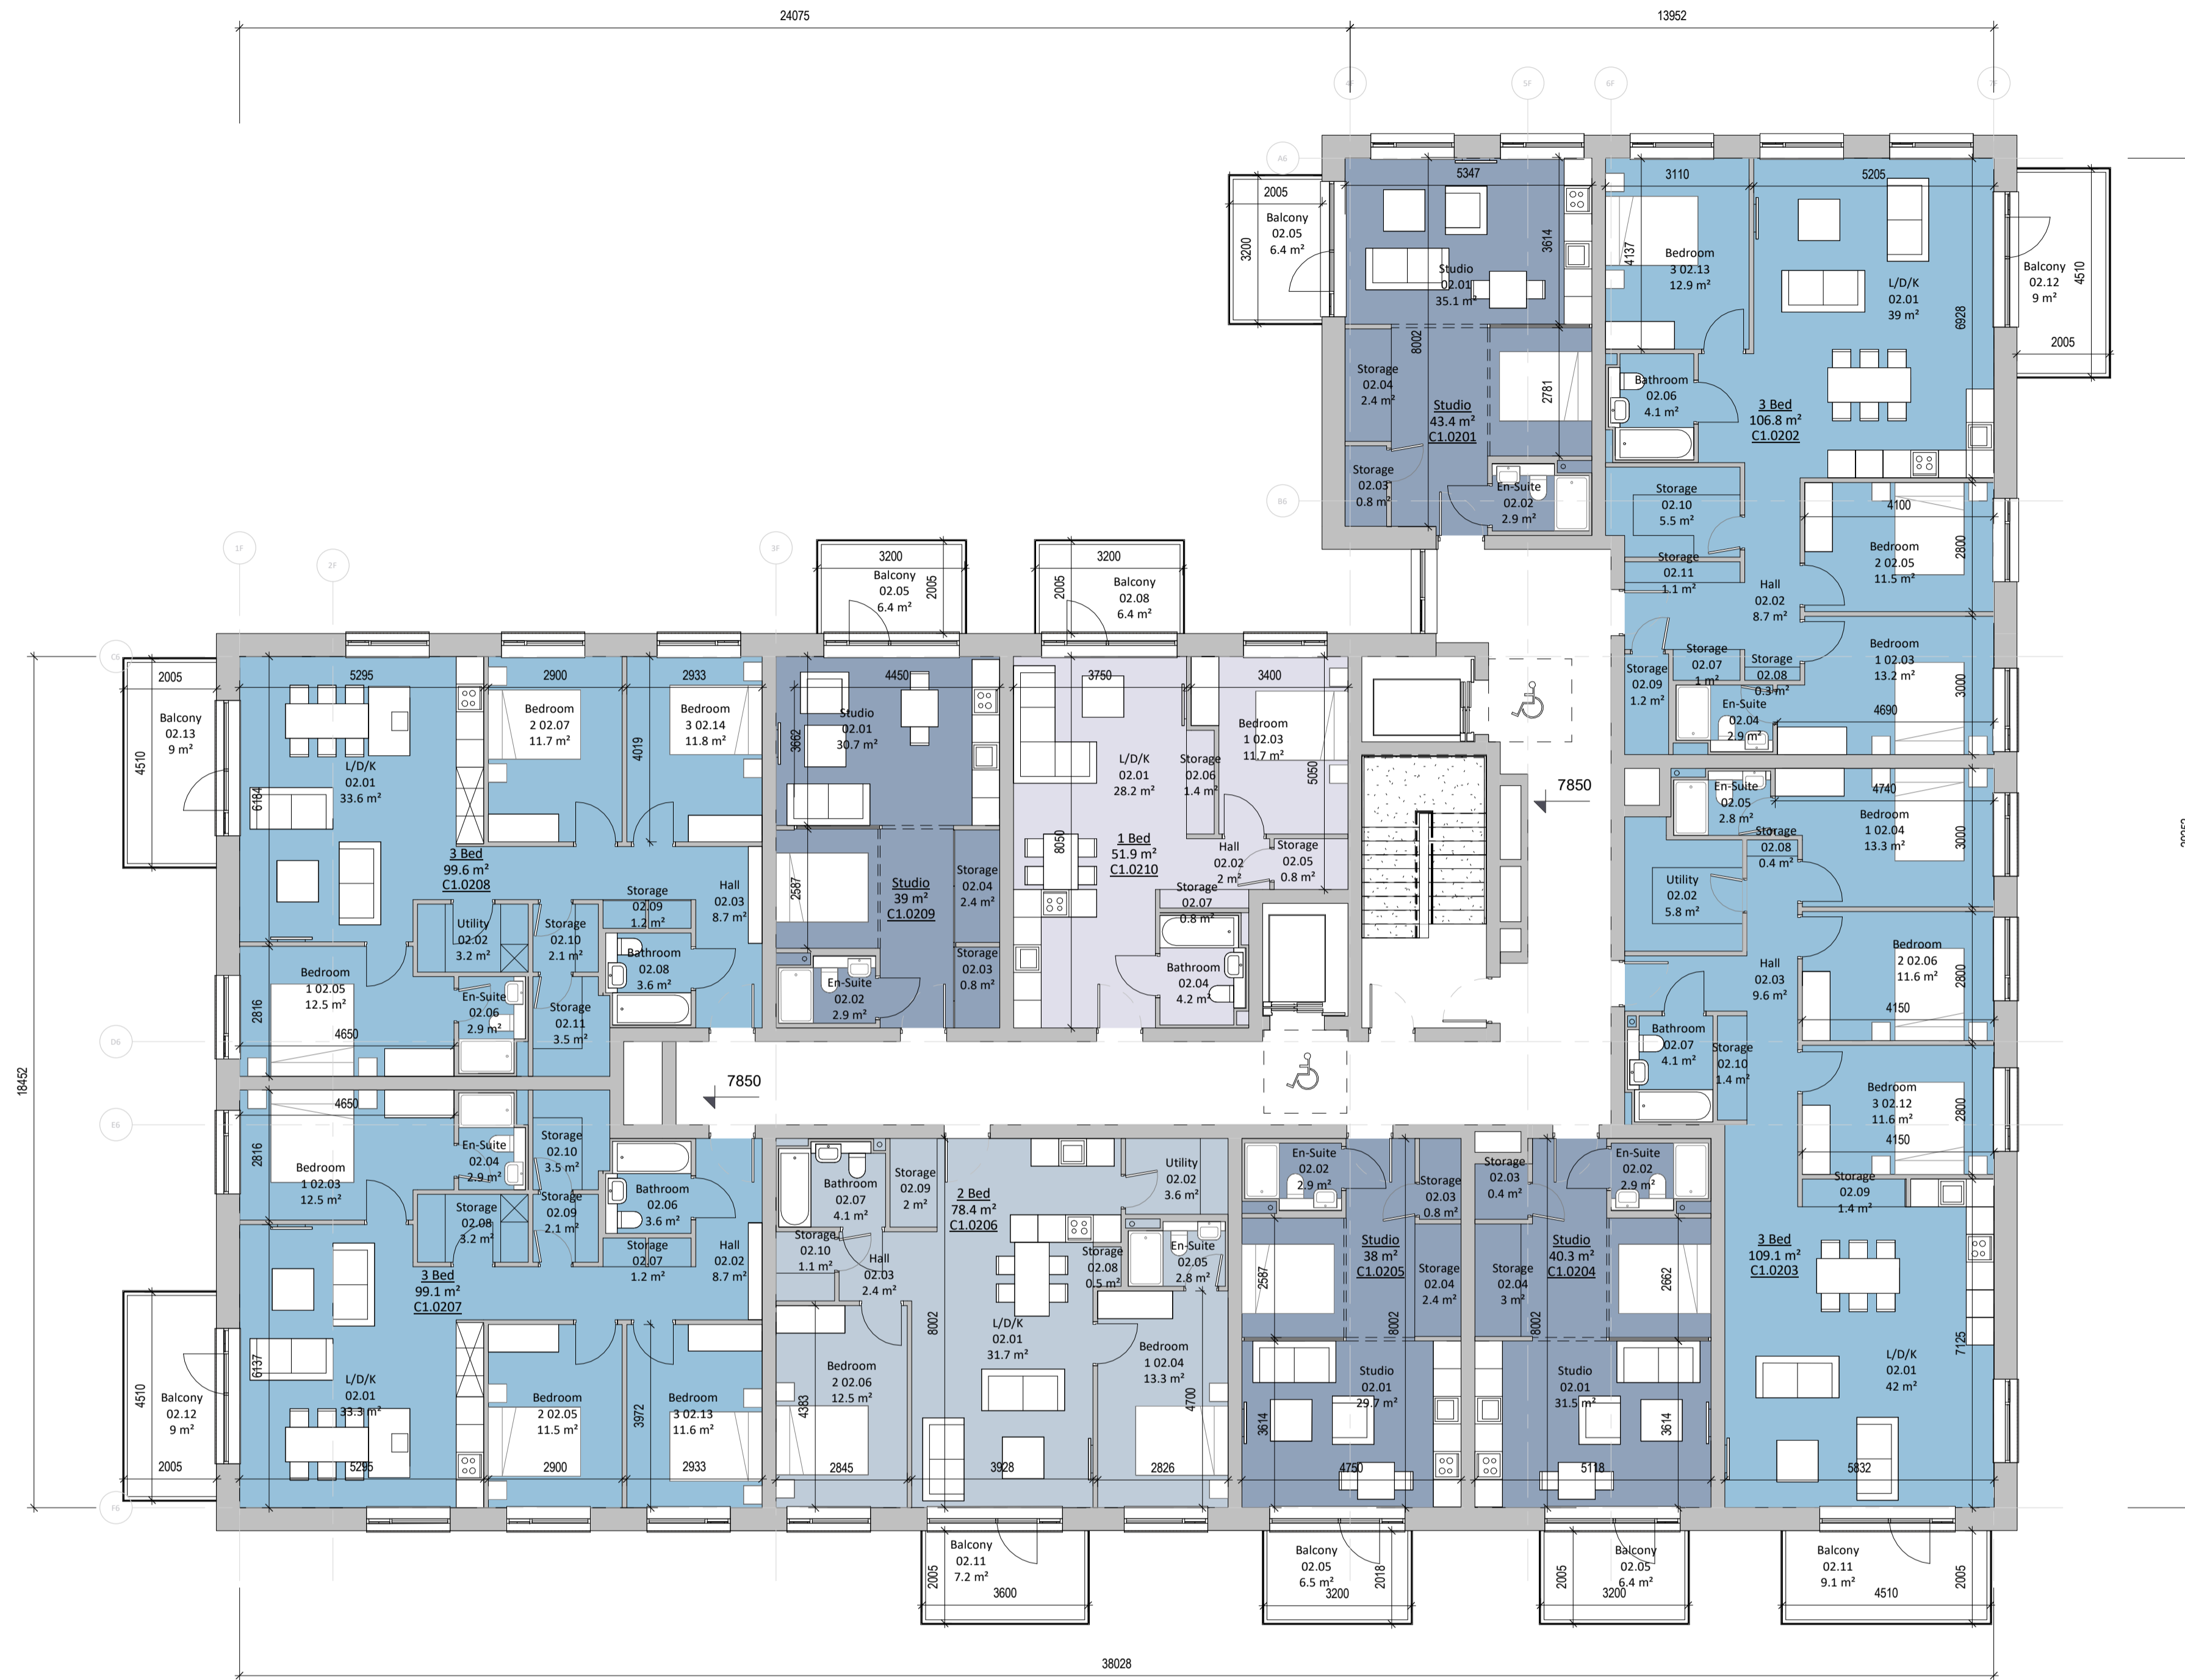 24075
13952
4F
5F
6F
7F
A6
B6
2005
Balcony
02.05
6.4 m²
3200
5347
3614
Studio
02.01
35.1 m²
8002
Storage
02.04
2.4 m²
2781
Studio
43.4 m²
C1.0201
Storage
02.03
0.8 m²
En-Suite
02.02
2.9 m²
3110
5205
4137
Bedroom
3 02.13
12.9 m²
L/D/K
02.01
39 m²
6928
Balcony
02.12
9 m²
4510
2005
Bathroom
02.06
4.1 m²
3 Bed
106.8 m²
C1.0202
Storage
02.10
5.5 m²
4100
Bedroom
2 02.05
11.5 m²
2800
Storage
02.11
1.1 m²
Hall
02.02
8.7 m²
Storage
02.09
1.2 m²
Storage
02.07
1 m²
Storage
02.08
0.3 m²
Bedroom
1 02.03
13.2 m²
3000
En-Suite
02.04
2.9 m²
4690
1F
2F
3F
C6
D6
E6
F6
3200
Balcony
02.05
6.4 m²
2005
3200
2005
Balcony
02.08
6.4 m²
2005
Balcony
02.13
9 m²
4510
5295
2900
2933
L/D/K
02.01
33.6 m²
6184
Bedroom
2 02.07
11.7 m²
Bedroom
3 02.14
11.8 m²
4019
3 Bed
99.6 m²
C1.0208
Utility
02.02
3.2 m²
Storage
02.10
2.1 m²
Storage
02.09
1.2 m²
Hall
02.03
8.7 m²
Bathroom
02.08
3.6 m²
Bedroom
1 02.05
12.5 m²
2816
4650
En-Suite
02.06
2.9 m²
Storage
02.11
3.5 m²
4450
Studio
02.01
30.7 m²
3662
2587
Studio
39 m²
C1.0209
Storage
02.04
2.4 m²
Storage
02.03
0.8 m²
En-Suite
02.02
2.9 m²
3750
3400
L/D/K
02.01
28.2 m²
8050
Bedroom
1 02.03
11.7 m²
Storage
02.06
1.4 m²
5050
1 Bed
51.9 m²
C1.0210
Hall
02.02
2 m²
Storage
02.05
0.8 m²
Storage
02.07
0.8 m²
Bathroom
02.04
4.2 m²
7850
7850
En-Suite
02.05
2.8 m²
4740
Bedroom
1 02.04
13.3 m²
3000
Storage
02.08
0.4 m²
Utility
02.02
5.8 m²
Bedroom
2 02.06
11.6 m²
2800
4150
Hall
02.03
9.6 m²
Bathroom
02.07
4.1 m²
Storage
02.10
1.4 m²
Bedroom
3 02.12
11.6 m²
2800
4150
Storage
02.09
1.4 m²
3 Bed
109.1 m²
C1.0203
L/D/K
02.01
42 m²
7125
5832
18452
4650
2816
Bedroom
1 02.03
12.5 m²
En-Suite
02.04
2.9 m²
Storage
02.10
3.5 m²
Storage
02.08
3.2 m²
Storage
02.09
2.1 m²
Bathroom
02.06
3.6 m²
Storage
02.07
1.2 m²
Hall
02.02
8.7 m²
3 Bed
99.1 m²
C1.0207
4510
Balcony
02.12
9 m²
2005
6137
L/D/K
02.01
33.3 m²
5295
Bedroom
2 02.05
11.5 m²
2900
3972
Bedroom
3 02.13
11.6 m²
2933
Bathroom
02.07
4.1 m²
Storage
02.09
2 m²
2 Bed
78.4 m²
C1.0206
Utility
02.02
3.6 m²
Storage
02.10
1.1 m²
Hall
02.03
2.4 m²
Storage
02.08
0.5 m²
En-Suite
02.05
2.8 m²
8002
L/D/K
02.01
31.7 m²
Bedroom
2 02.06
12.5 m²
4383
Bedroom
1 02.04
13.3 m²
4700
2845
3928
2826
En-Suite
02.02
2.9 m²
Storage
02.03
0.8 m²
Studio
38 m²
C1.0205
2587
Storage
02.04
2.4 m²
8002
Studio
02.01
29.7 m²
3614
4750
Storage
02.03
0.4 m²
En-Suite
02.02
2.9 m²
Studio
40.3 m²
C1.0204
Storage
02.04
3 m²
2662
8002
Studio
02.01
31.5 m²
3614
5118
Balcony
02.11
7.2 m²
2005
3600
Balcony
02.05
6.5 m²
2018
3200
2005
Balcony
02.05
6.4 m²
3200
Balcony
02.11
9.1 m²
2005
4510
38028